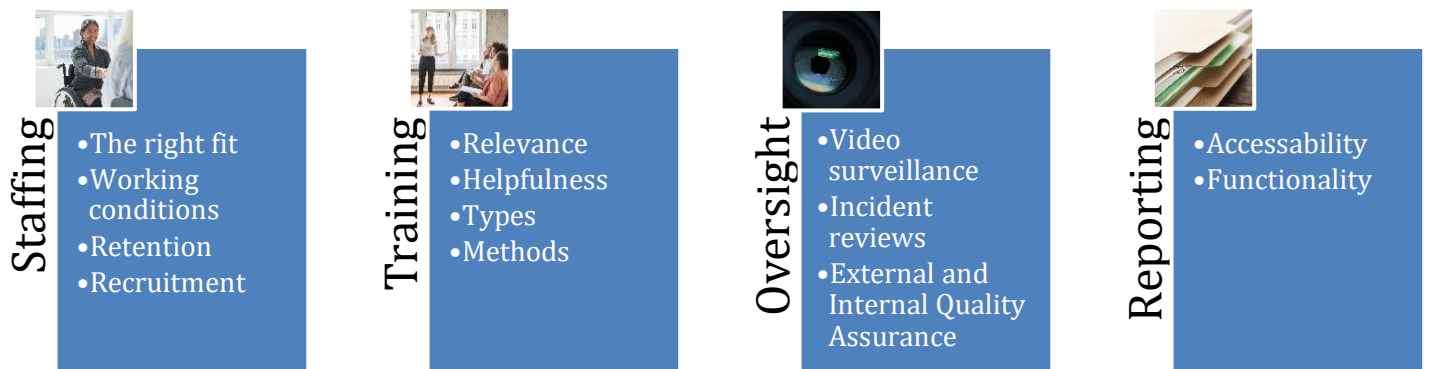 Staffing
•The right fit
•Working
conditions
•Retention
•Recruitment
Training
•Relevance
•Helpfulness
•Types
•Methods
Oversight
•Video
surveillance
•Incident
reviews
•External and
Internal Quality
Assurance
Reporting
•Accessability
•Functionality